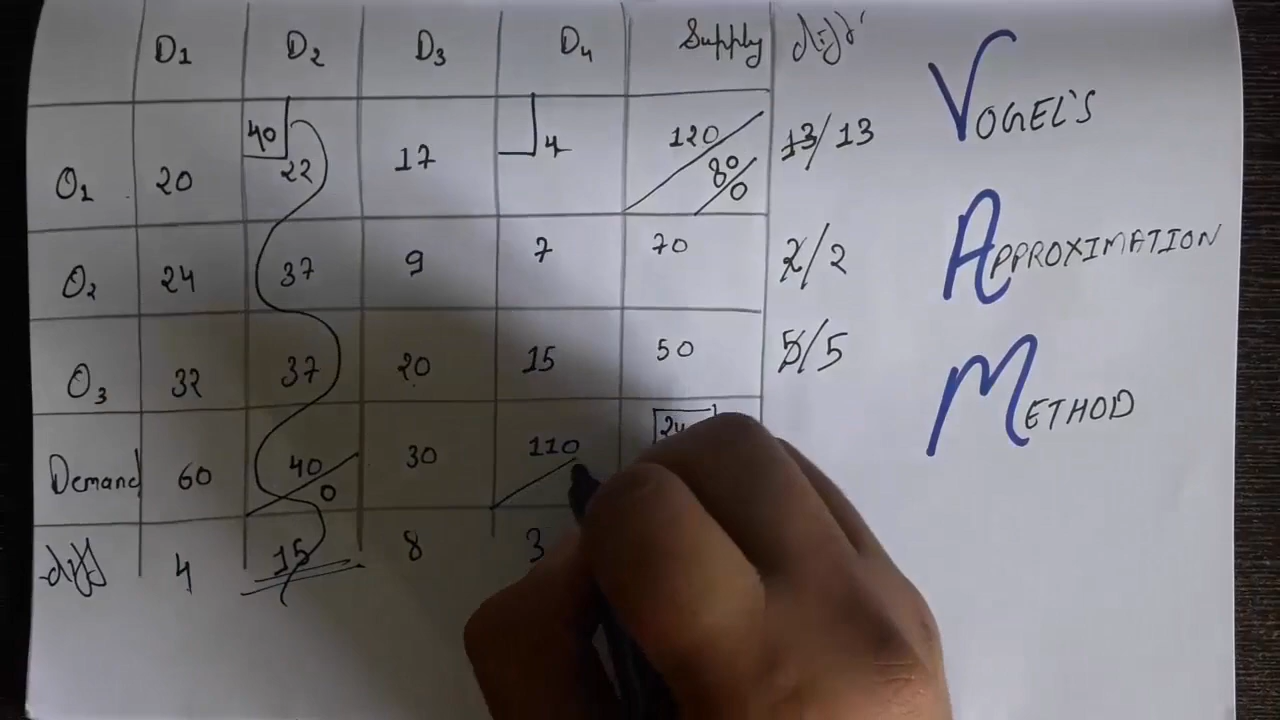 D1 D2 D3 D4 Supply diff
O1 20 40 22 17 4 120 80 0 13/13
O2 24 37 9 7 70 2/2
O3 32 37 20 15 50 5/5
Demand 60 40 0 30 110
diff 4 15 8 3
VOGEL'S
APPROXIMATION
METHOD